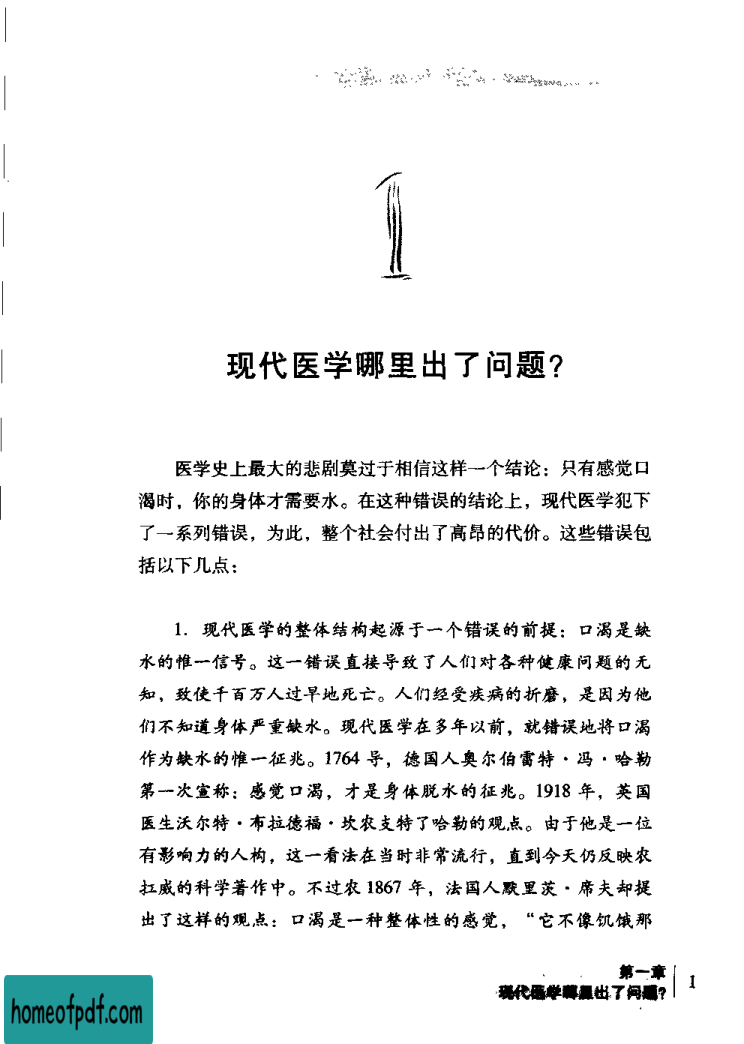 1
现代医学哪里出了问题?
医学史上最大的悲剧莫过于相信这样一个结论：只有感觉口
渴时，你的身体才需要水。在这种错误的结论上，现代医学犯下
了一系列错误，为此，整个社会付出了高昂的代价。这些错误包
括以下几点：
1. 现代医学的整体结构起源于一个错误的前提：口渴是缺
水的惟一信号。这一错误直接导致了人们对各种健康问题的无
知，致使千百万人过早地死亡。人们经受疾病的折磨，是因为他
们不知道身体严重缺水。现代医学在多年以前，就错误地将口渴
作为缺水的惟一征兆。1764 导，德国人奥尔伯雷特·冯·哈勒
第一次宣称：感觉口渴，才是身体脱水的征兆。1918 年，英国
医生沃尔特·布拉德福·坎农支特了哈勒的观点。由于他是一位
有影响力的人构，这一看法在当时非常流行，直到今天仍反映农
扛威的科学著作中。不过农 1867 年，法国人默里茨·席夫却提
出了这样的观点：口渴是一种整体性的感觉，“它不像饥饿那
第一章
现代医学哪里出了问题?
1
homeofpdf.com